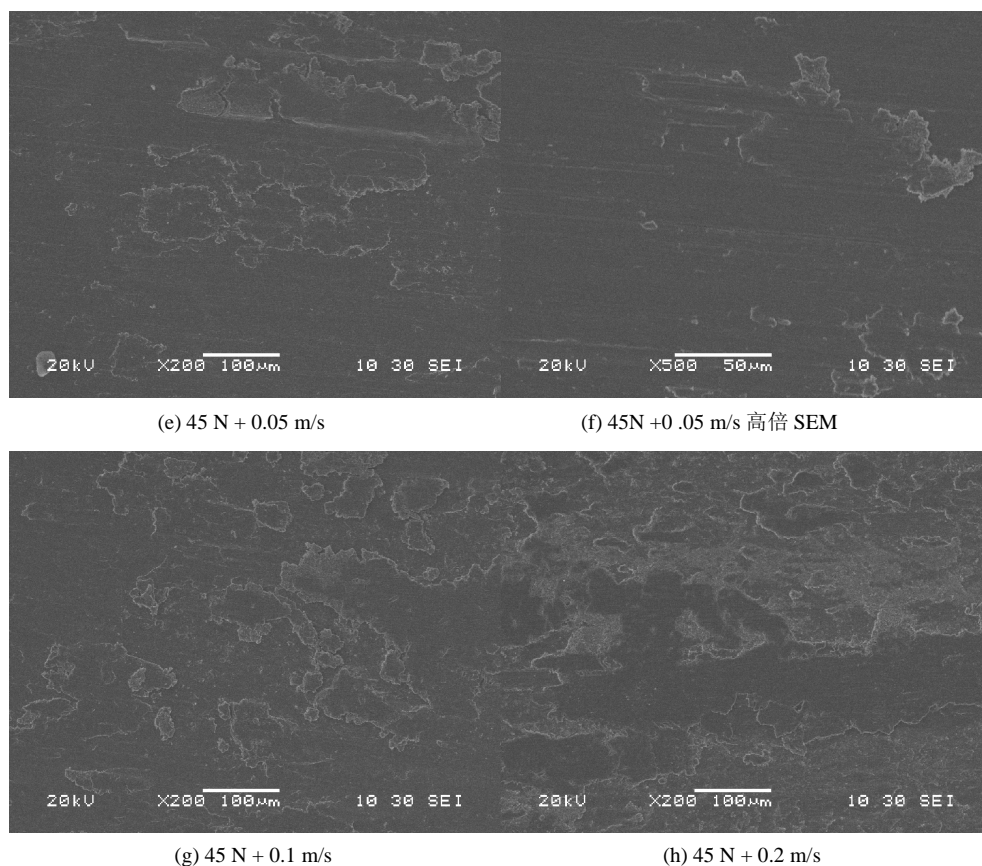 20kV X200 100μm 10 30 SEI
20kV X500 50μm 10 30 SEI
(e) 45 N + 0.05 m/s
(f) 45N +0 .05 m/s 高倍 SEM
20kV X200 100μm 10 30 SEI
20kV X200 100μm 10 30 SEI
(g) 45 N + 0.1 m/s
(h) 45 N + 0.2 m/s